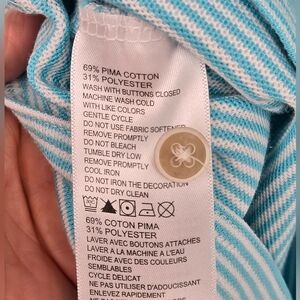 69% PIMA COTTON
31% POLYESTER
WASH WITH BUTTONS CLOSED
MACHINE WASH COLD
WITH LIKE COLORS
GENTLE CYCLE
DO NOT USE FABRIC SOFTENER
REMOVE PROMPTLY
DO NOT BLEACH
TUMBLE DRY LOW
REMOVE PROMPTLY
COOL IRON
DO NOT IRON THE DECORATION
DO NOT DRY CLEAN
69% COTON PIMA
31% POLYESTER
LAVER AVEC BOUTONS ATTACHES
LAVER A LA MACHINE A L'EAU
FROIDE AVEC DES COULEURS
SEMBLABLES
CYCLE DELICAT
NE PAS UTILISER D'ADOUCISSANT
ENLEVEZ RAPIDEMENT